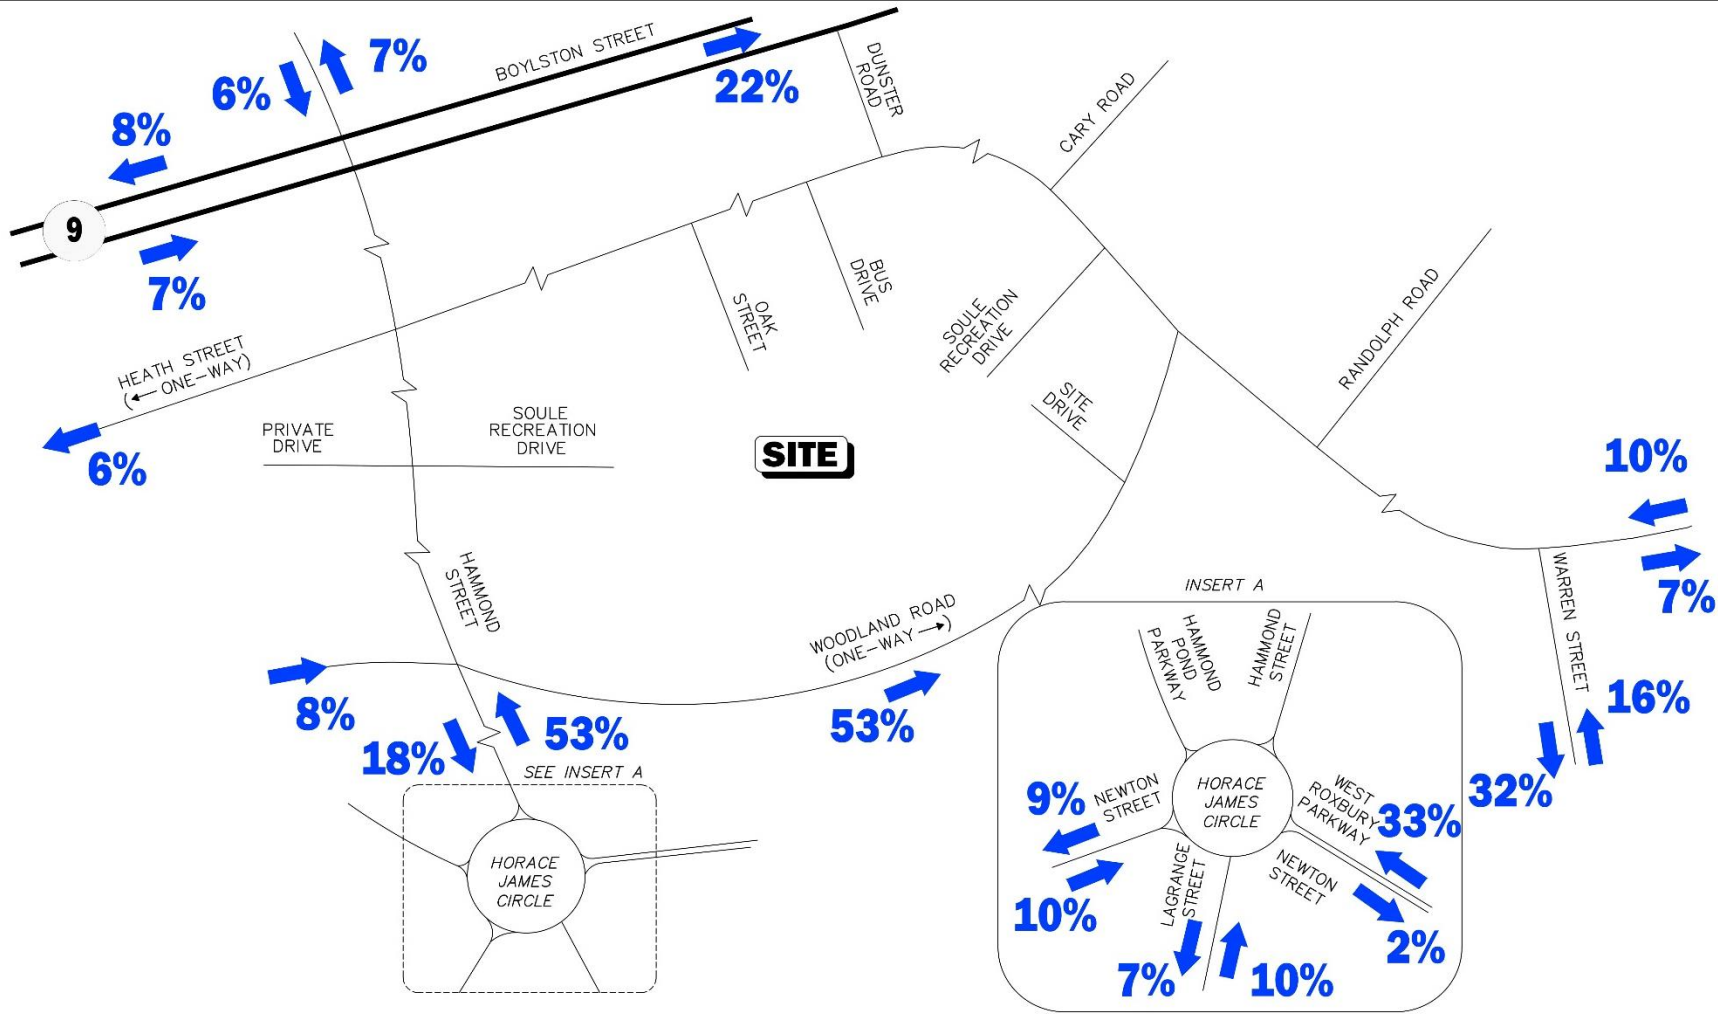 BOYLSTON STREET
7%
6%
22%
8%
9
7%
DUNSTER
ROAD
CARY ROAD
HEATH STREET
(← ONE-WAY)
6%
OAK
STREET
BUS
DRIVE
SOULE
RECREATION
DRIVE
RANDOLPH ROAD
PRIVATE
DRIVE
SOULE
RECREATION
DRIVE
SITE
SITE
DRIVE
10%
7%
HAMMOND
STREET
WOODLAND ROAD
(ONE-WAY →)
WARREN STREET
16%
32%
8%
18%
53%
53%
SEE INSERT A
HORACE
JAMES
CIRCLE
INSERT A
HAMMOND
POND
PARKWAY
HAMMOND
STREET
HORACE
JAMES
CIRCLE
9%
NEWTON
STREET
10%
WEST
ROXBURY
PARKWAY
33%
LAGRANGE
STREET
NEWTON
STREET
2%
7%
10%